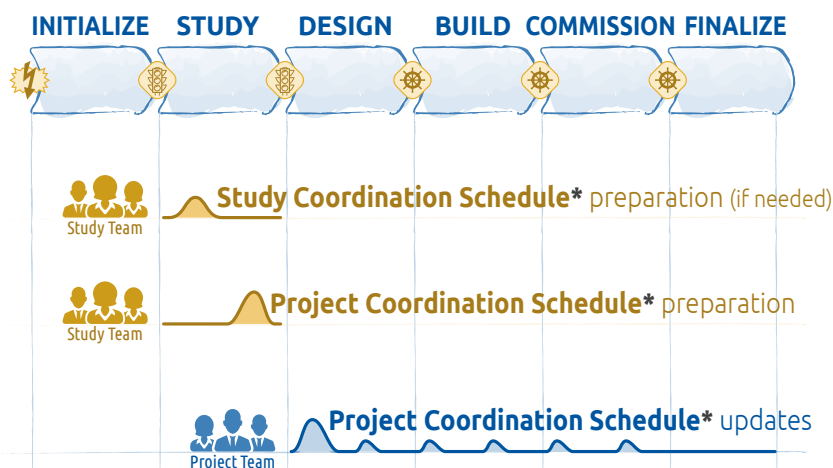 INITIALIZE STUDY DESIGN BUILD COMMISSION FINALIZE
Study Coordination Schedule* preparation (if needed)
Study Team
Project Coordination Schedule* preparation
Study Team
Project Coordination Schedule* updates
Project Team